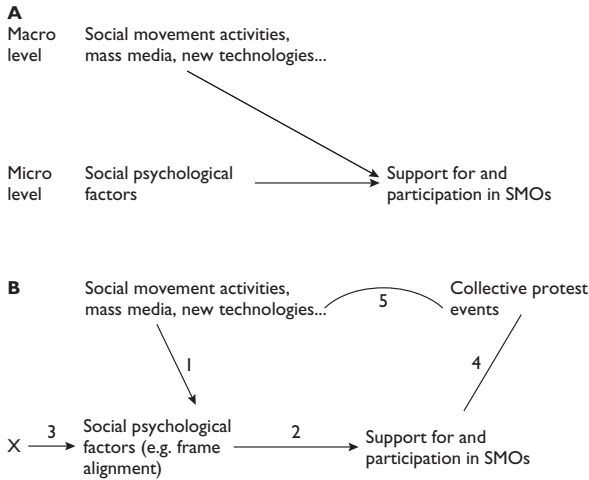 A
Macro level
Social movement activities,
mass media, new technologies...
Micro level
Social psychological
factors
Support for and
participation in SMOs
B
Social movement activities,
mass media, new technologies...
5
Collective protest
events
1
4
X
3
Social psychological
factors (e.g. frame
alignment)
2
Support for and
participation in SMOs